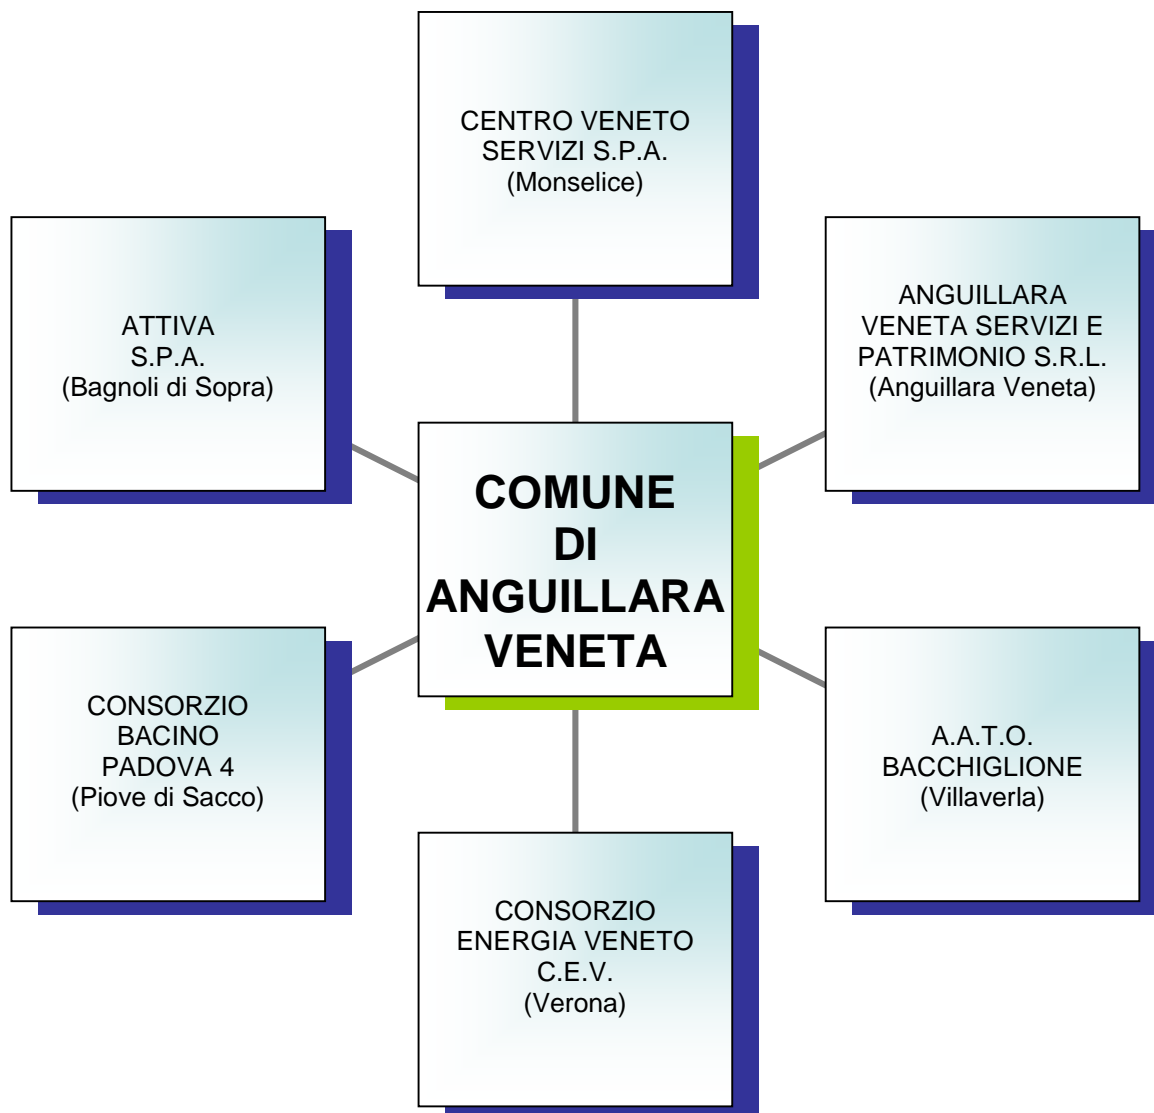 CENTRO VENETO
SERVIZI S.P.A.
(Monselice)
ATTIVA
S.P.A.
(Bagnoli di Sopra)
ANGUILLARA
VENETA SERVIZI E
PATRIMONIO S.R.L.
(Anguillara Veneta)
COMUNE
DI
ANGUILLARA
VENETA
CONSORZIO
BACINO
PADOVA 4
(Piove di Sacco)
A.A.T.O.
BACCHIGLIONE
(Villaverla)
CONSORZIO
ENERGIA VENETO
C.E.V.
(Verona)